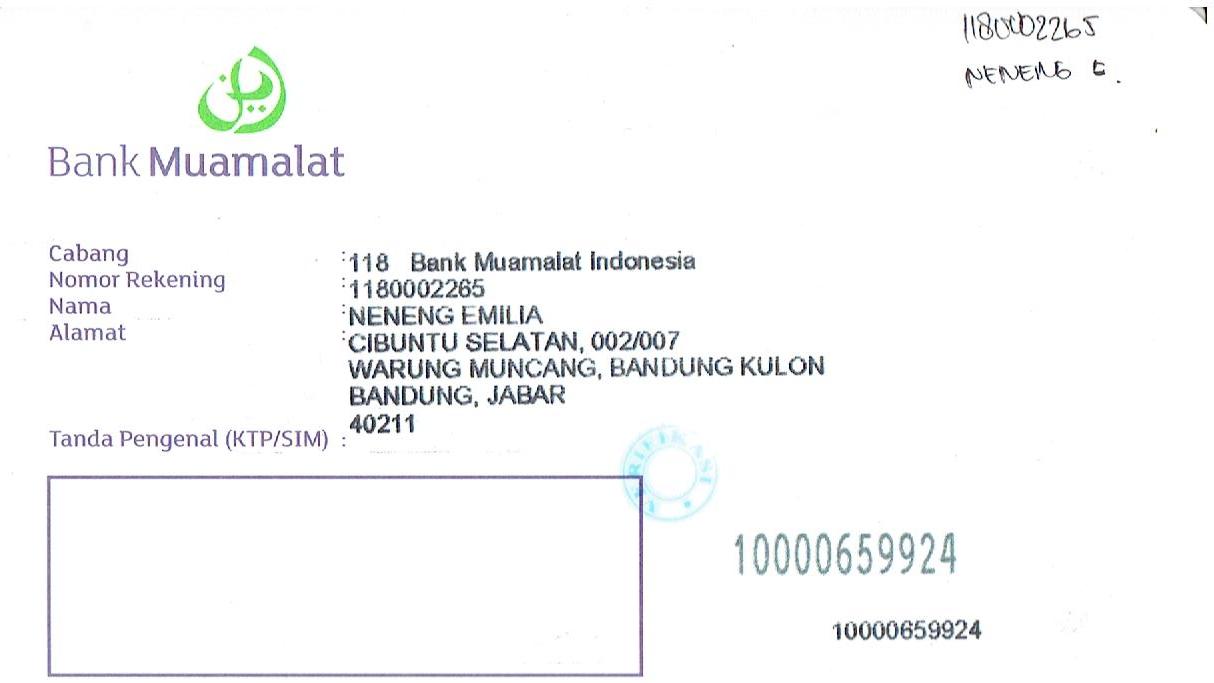 1180002265
NENENG E.
Bank Muamalat
Cabang : 118 Bank Muamalat Indonesia
Nomor Rekening : 1180002265
Nama : NENENG EMILIA
Alamat : CIBUNTU SELATAN, 002/007
WARUNG MUNCANG, BANDUNG KULON
BANDUNG, JABAR
40211
Tanda Pengenal (KTP/SIM) :
VERIFIKASI
10000659924
10000659924